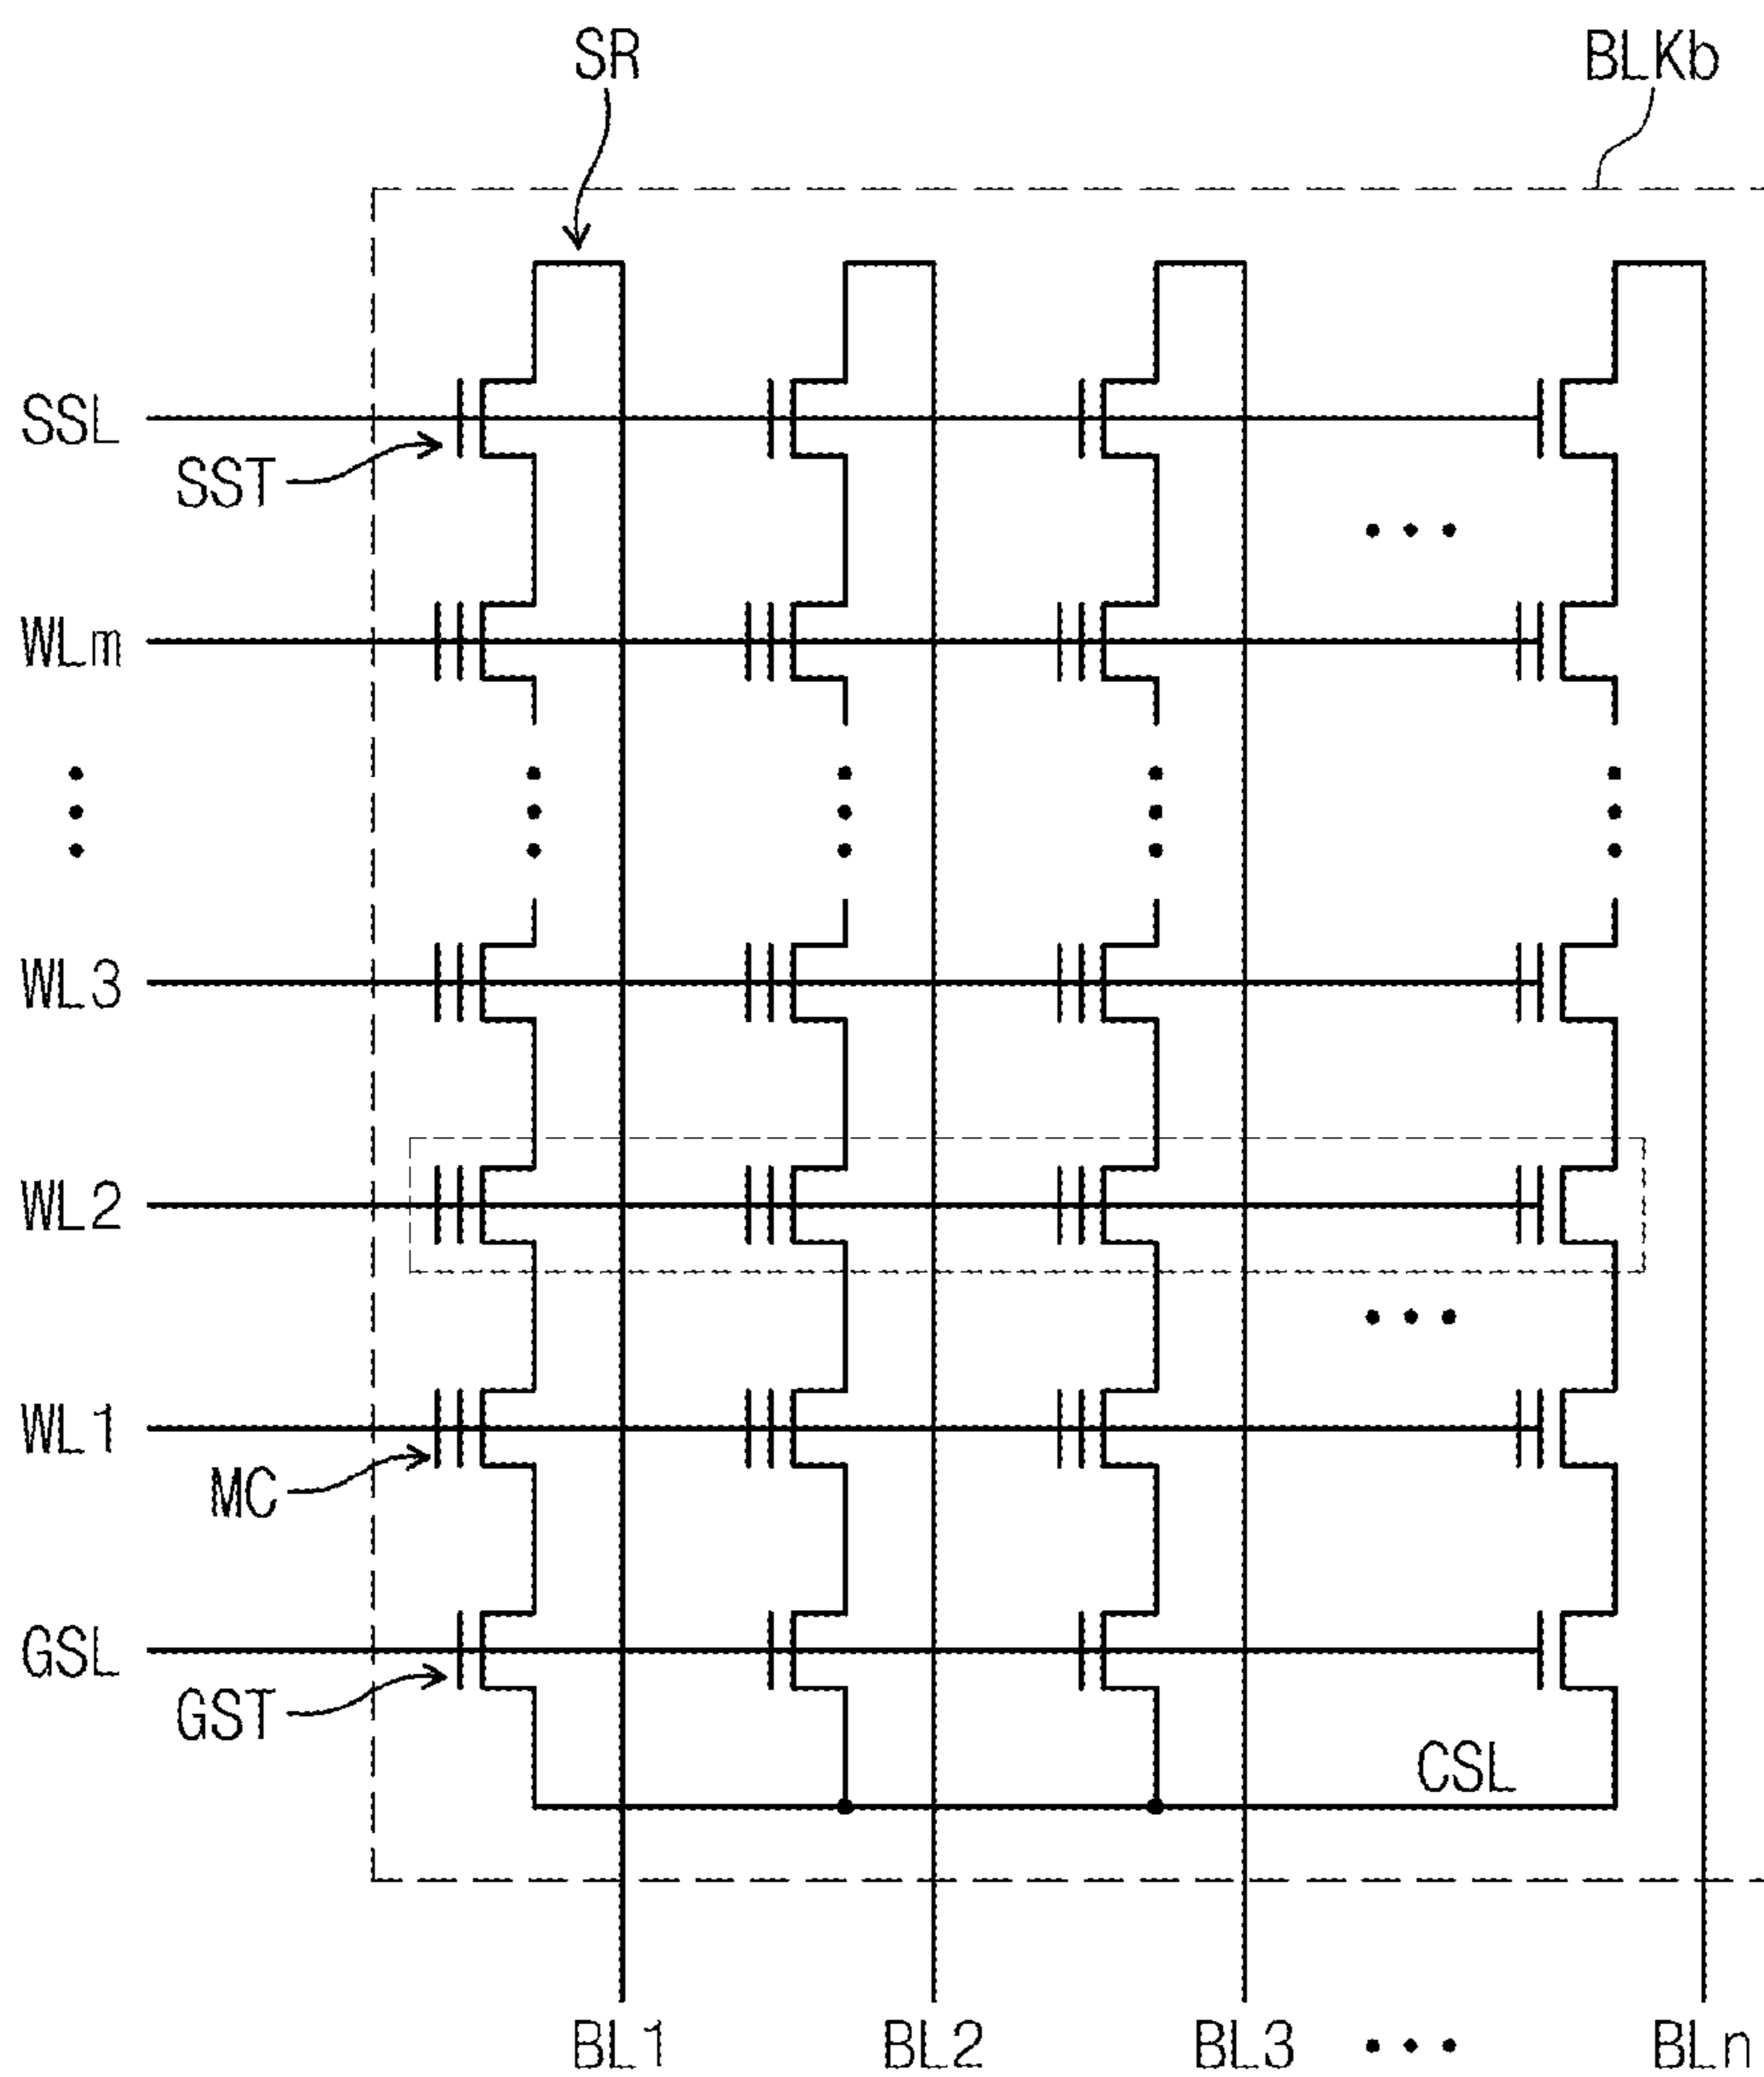 SR
BLKb
SSL
SST
WLm
WL3
WL2
WL1
MC
GSL
GST
CSL
BL1 BL2 BL3 ••• BLn